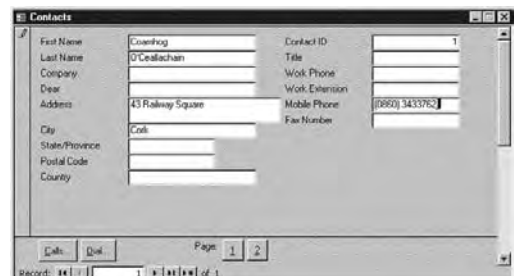 Contacts
First Name Coamhog Contact ID 1
Last Name O'Ceallachain Title
Company Work Phone
Dear Work Extension
Address 43 Railway Square Mobile Phone (0860) 3433762
Fax Number
City Cork
State/Province
Postal Code
Country
Calls... Dial... Page: 1 2
Record: 1 of 1